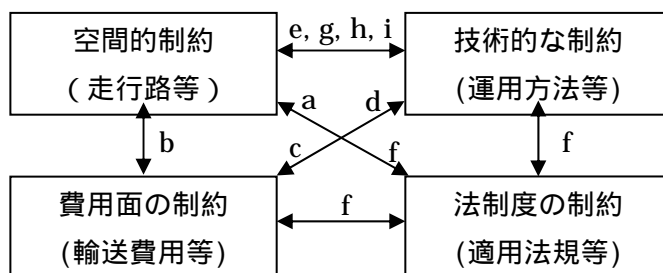 空間的制約
(走行路等)
e, g, h, i
技術的な制約
(運用方法等)
a
d
b
c
f
f
費用面の制約
(輸送費用等)
f
法制度の制約
(適用法規等)